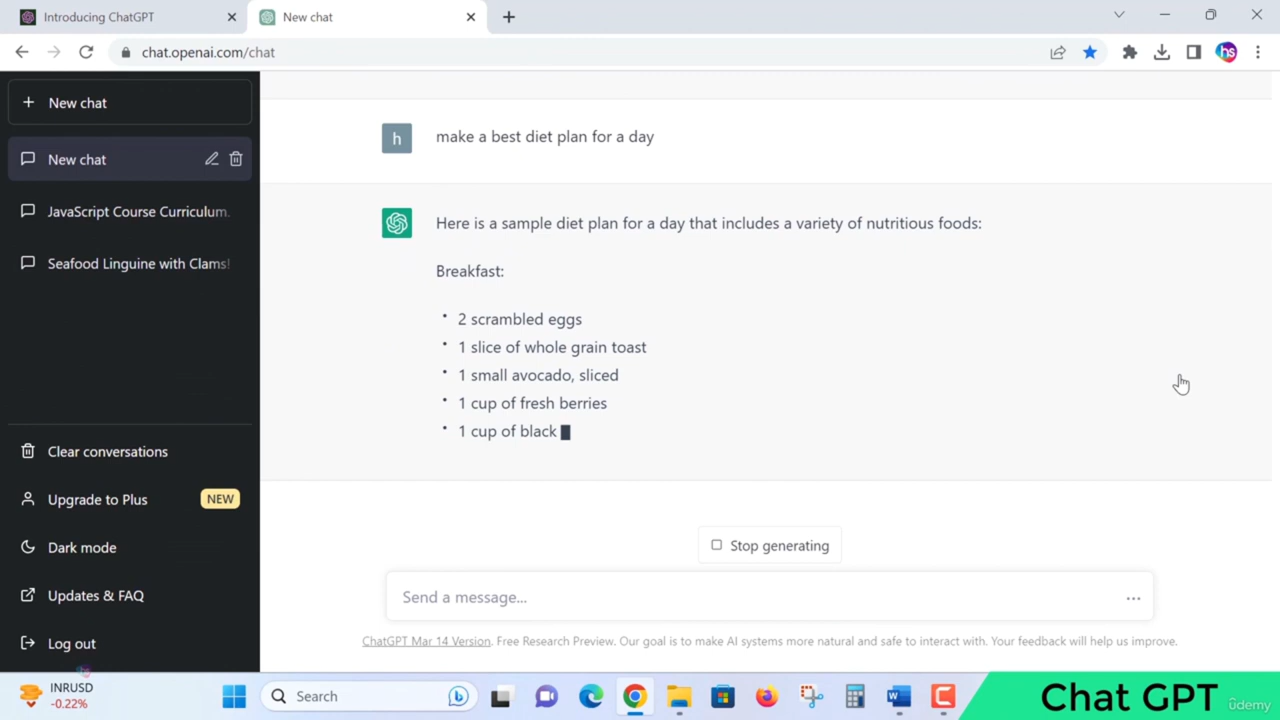 Introducing ChatGPT
New chat
chat.openai.com/chat
hs
New chat
New chat
JavaScript Course Curriculum.
Seafood Linguine with Clams!
h
make a best diet plan for a day
Here is a sample diet plan for a day that includes a variety of nutritious foods:
Breakfast:
• 2 scrambled eggs
• 1 slice of whole grain toast
• 1 small avocado, sliced
• 1 cup of fresh berries
• 1 cup of black
Clear conversations
Upgrade to Plus NEW
Dark mode
Updates & FAQ
Log out
Stop generating
Send a message...
ChatGPT Mar 14 Version. Free Research Preview. Our goal is to make AI systems more natural and safe to interact with. Your feedback will help us improve.
INRUSD
-0.22%
Search
Chat GPT
ûdemy